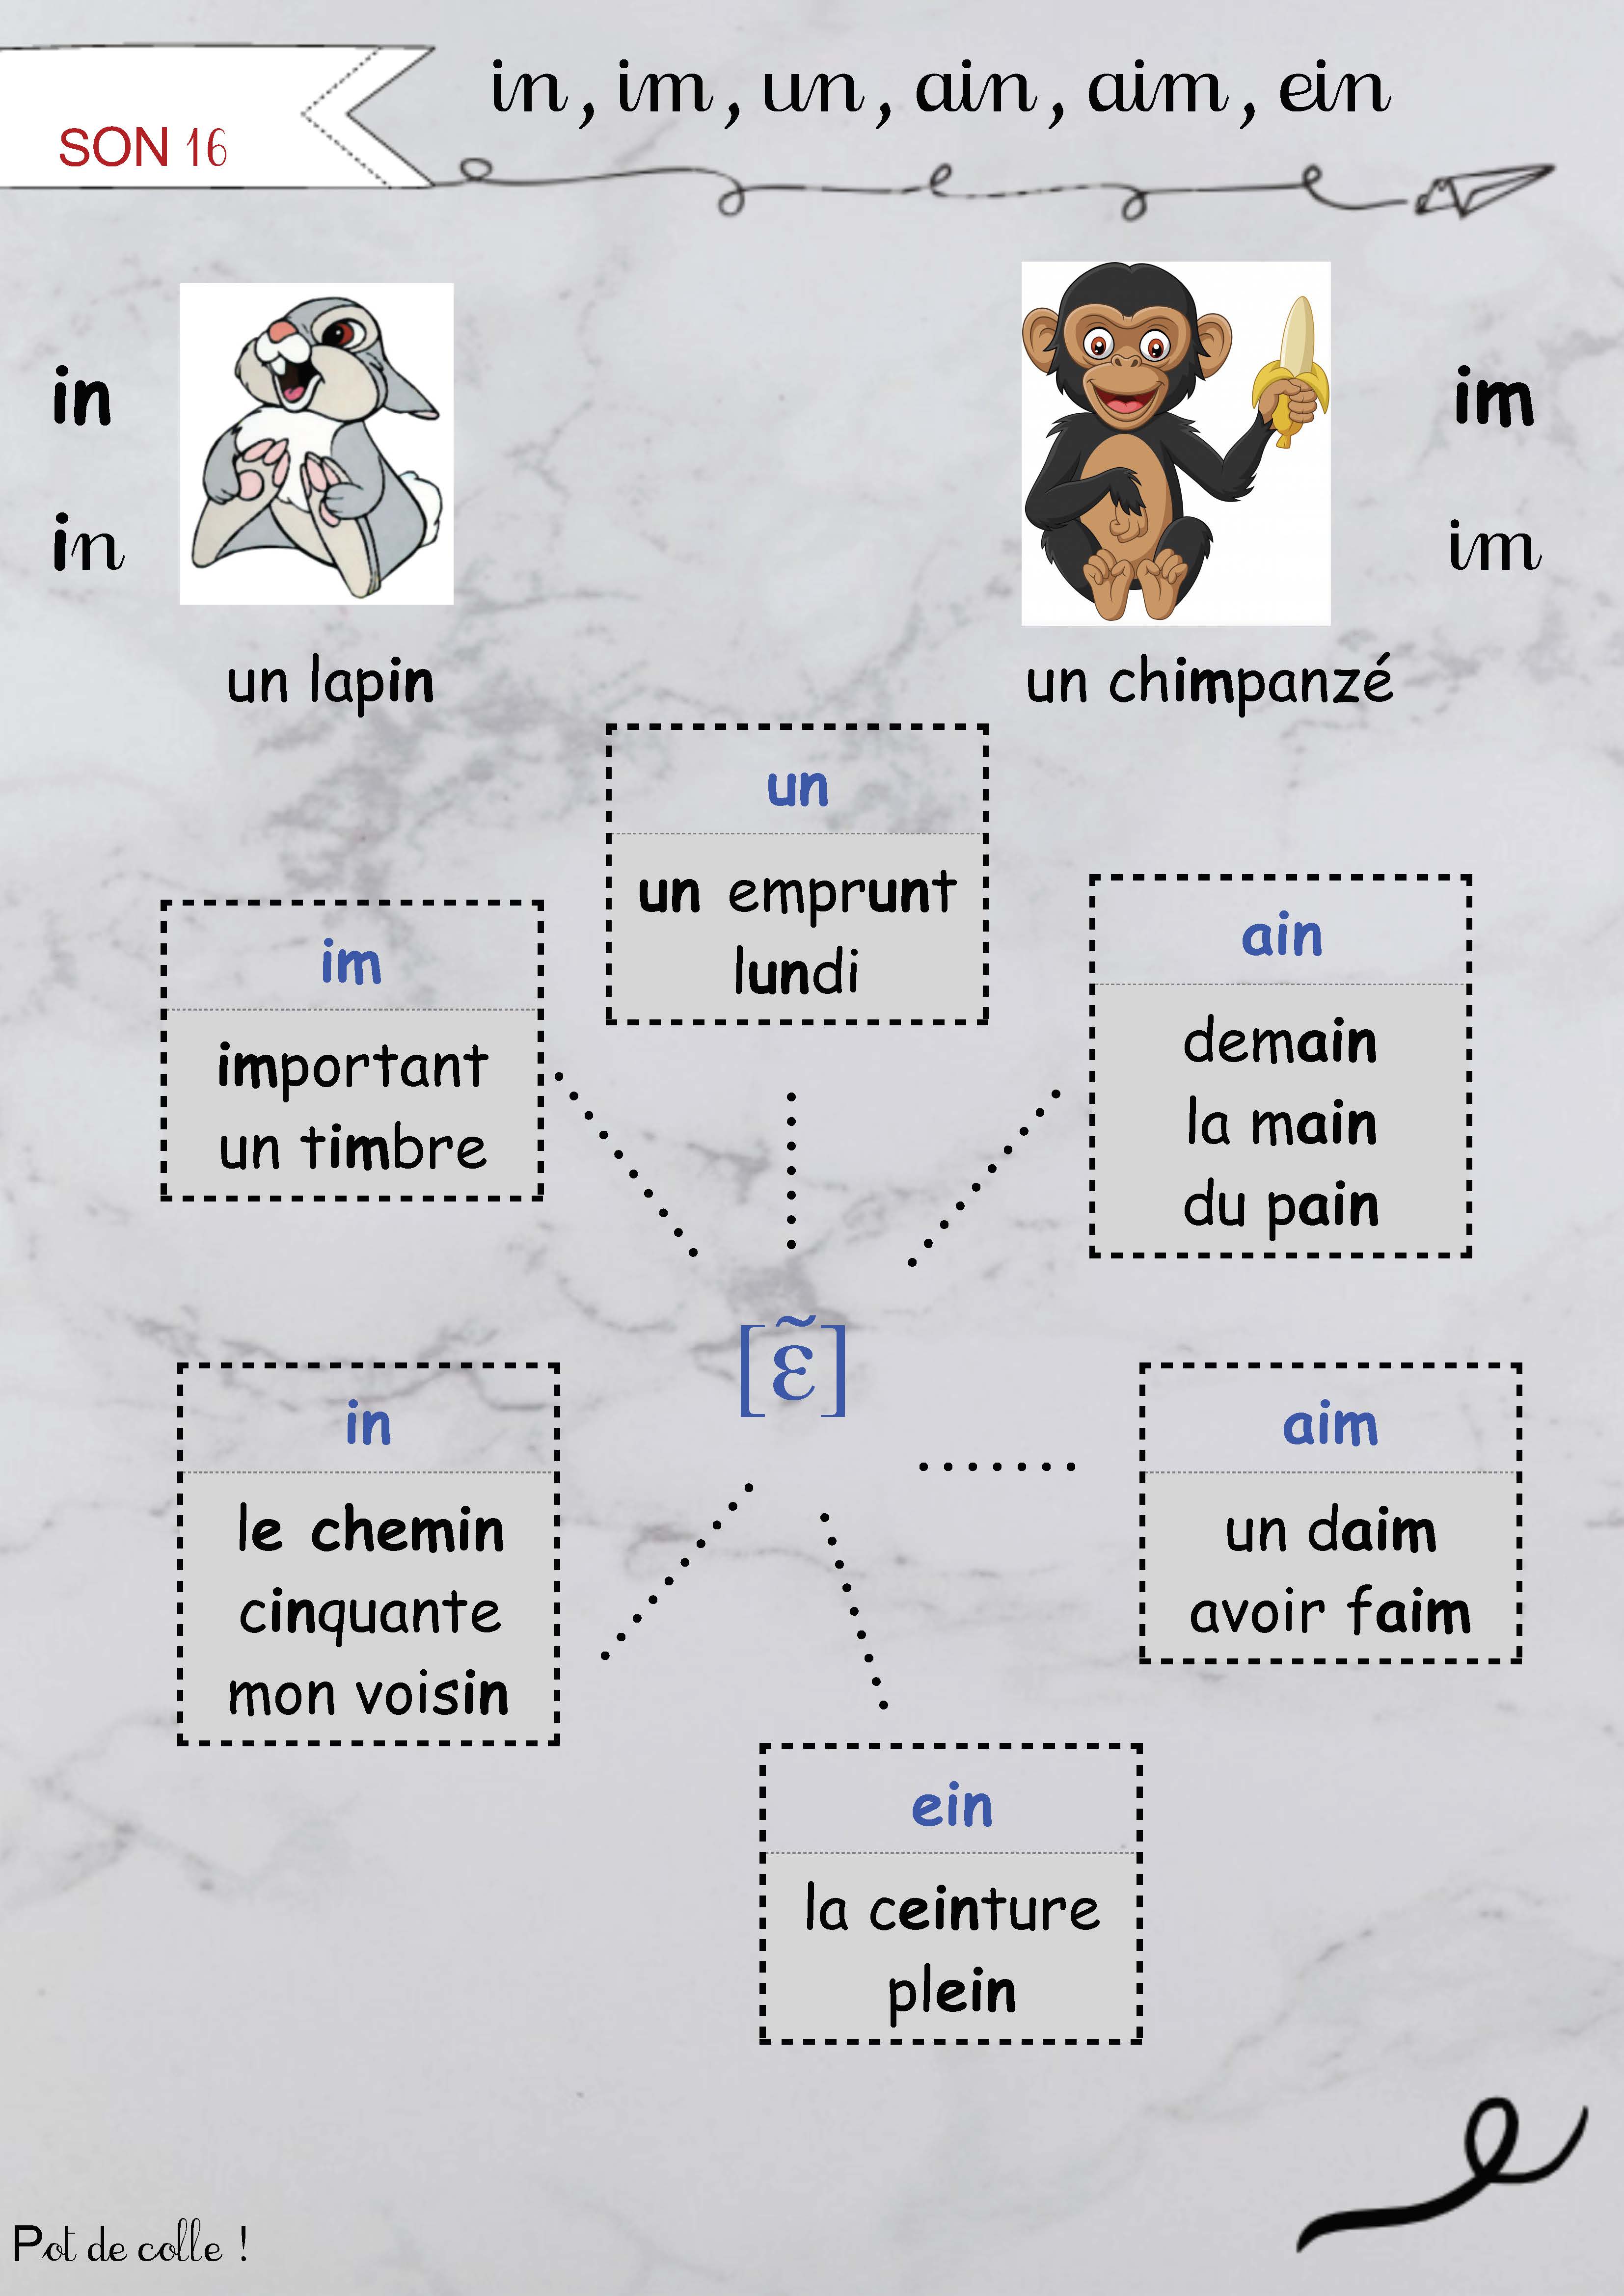 in, im, un, ain, aim, ein
SON 16
in
im
in
im
un lapin
un chimpanzé
un
un emprunt
lundi
im
important
un timbre
ain
demain
la main
du pain
[ɛ̃]
in
le chemin
cinquante
mon voisin
aim
un daim
avoir faim
ein
la ceinture
plein
Pot de colle !